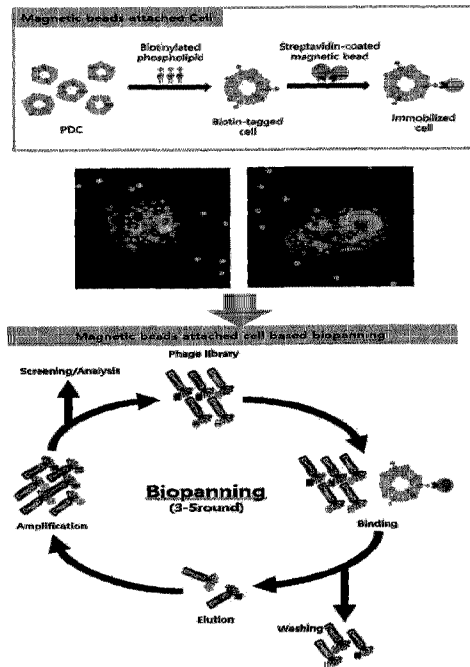 Magnetic beads attached Cell
Biotinylated
phospholipid
Streptavidin-coated
magnetic bead
PDC
Biotin-tagged
cell
Immobilized
cell
Magnetic beads attached cell based biopanning
Phage library
Screening/Analysis
Biopanning
(3-5round)
Amplification
Binding
Elution
Washing